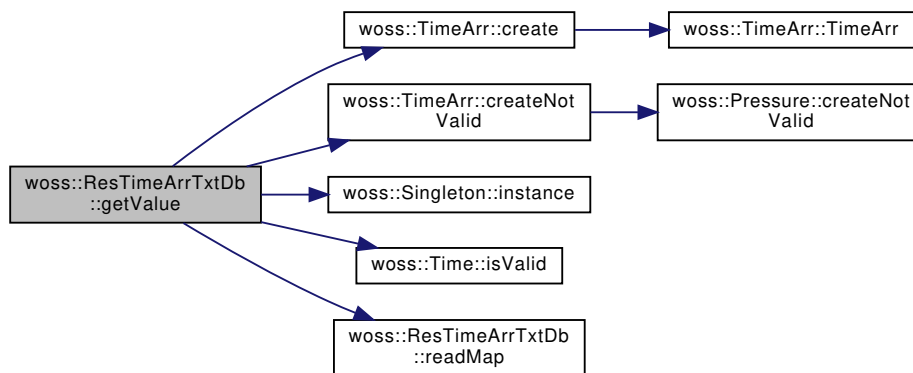 woss::TimeArr::create
woss::TimeArr::TimeArr
woss::TimeArr::createNot
Valid
woss::Pressure::createNot
Valid
woss::ResTimeArrTxtDb
::getValue
woss::Singleton::instance
woss::Time::isValid
woss::ResTimeArrTxtDb
::readMap